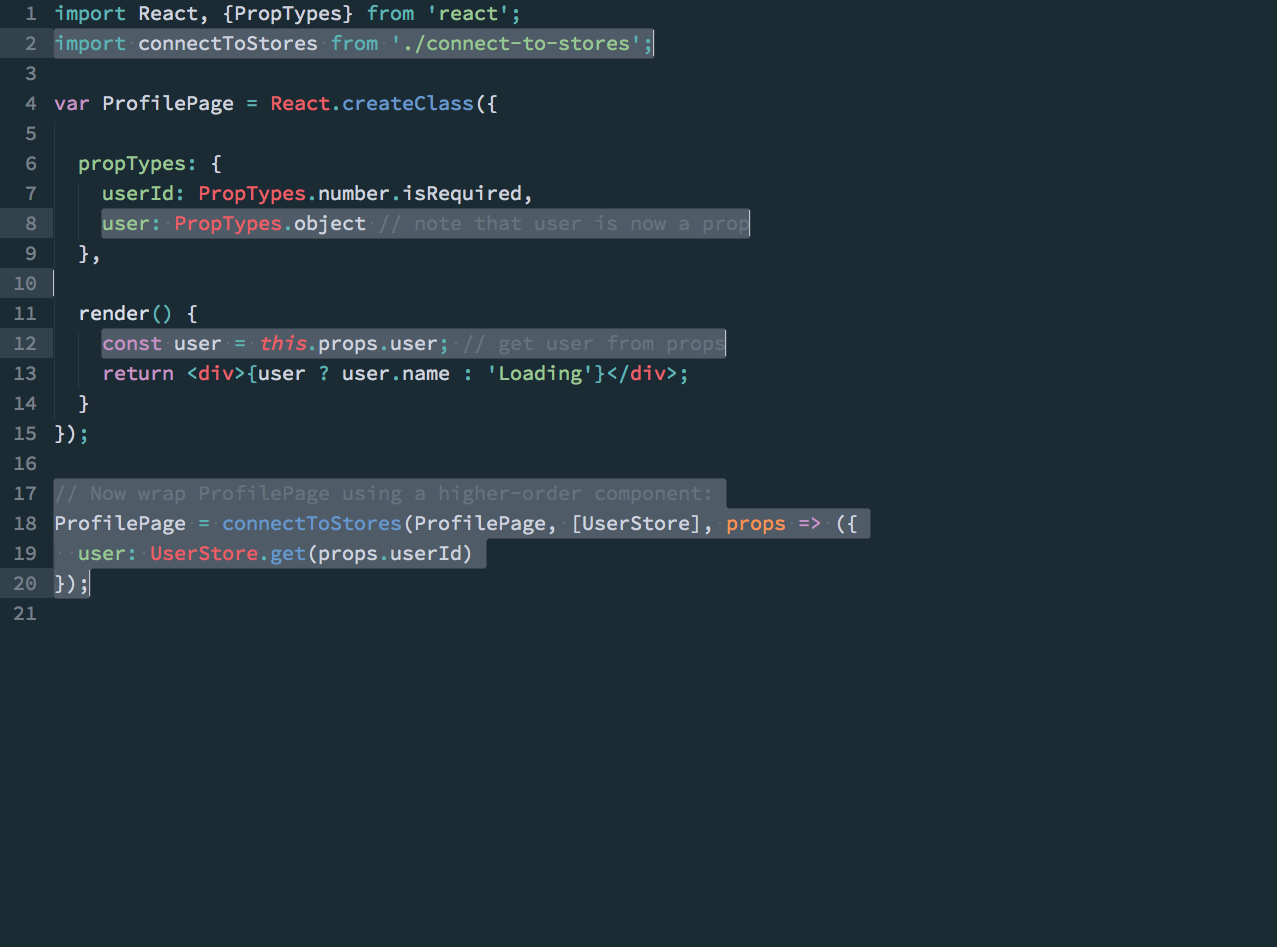 1 import React, {PropTypes} from 'react';
2 import connectToStores from './connect-to-stores';
3
4 var ProfilePage = React.createClass({
5
6   propTypes: {
7     userId: PropTypes.number.isRequired,
8     user: PropTypes.object // note that user is now a prop
9   },
10
11   render() {
12     const user = this.props.user; // get user from props
13     return <div>{user ? user.name : 'Loading'}</div>;
14   }
15 });
16
17 // Now wrap ProfilePage using a higher-order component:
18 ProfilePage = connectToStores(ProfilePage, [UserStore], props => ({
19   user: UserStore.get(props.userId)
20 });
21